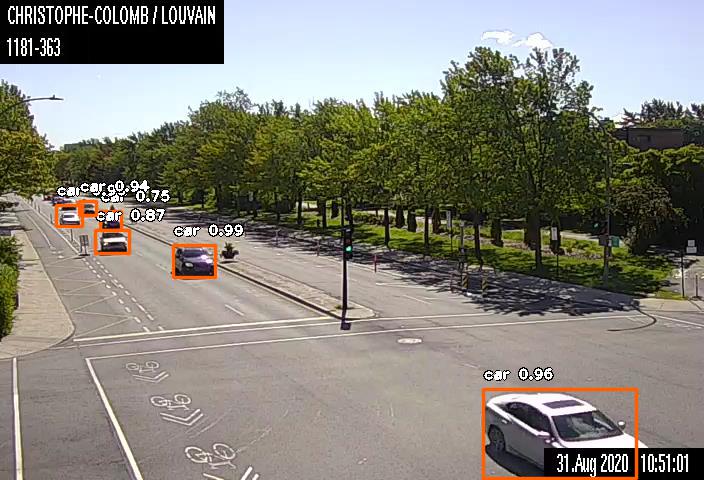 CHRISTOPHE-COLOMB / LOUVAIN
1181-363
car 0.94
car 0.75
car 0.87
car 0.99
car 0.96
31.Aug 2020 10:51:01